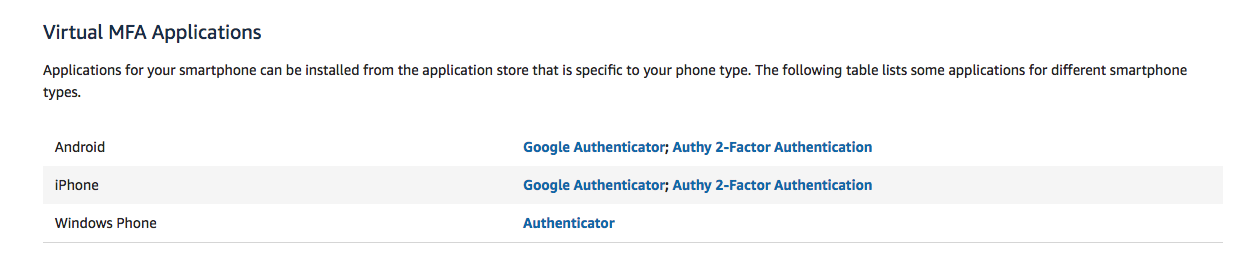 Virtual MFA Applications
Applications for your smartphone can be installed from the application store that is specific to your phone type. The following table lists some applications for different smartphone
types.
Android Google Authenticator; Authy 2-Factor Authentication
iPhone Google Authenticator; Authy 2-Factor Authentication
Windows Phone Authenticator